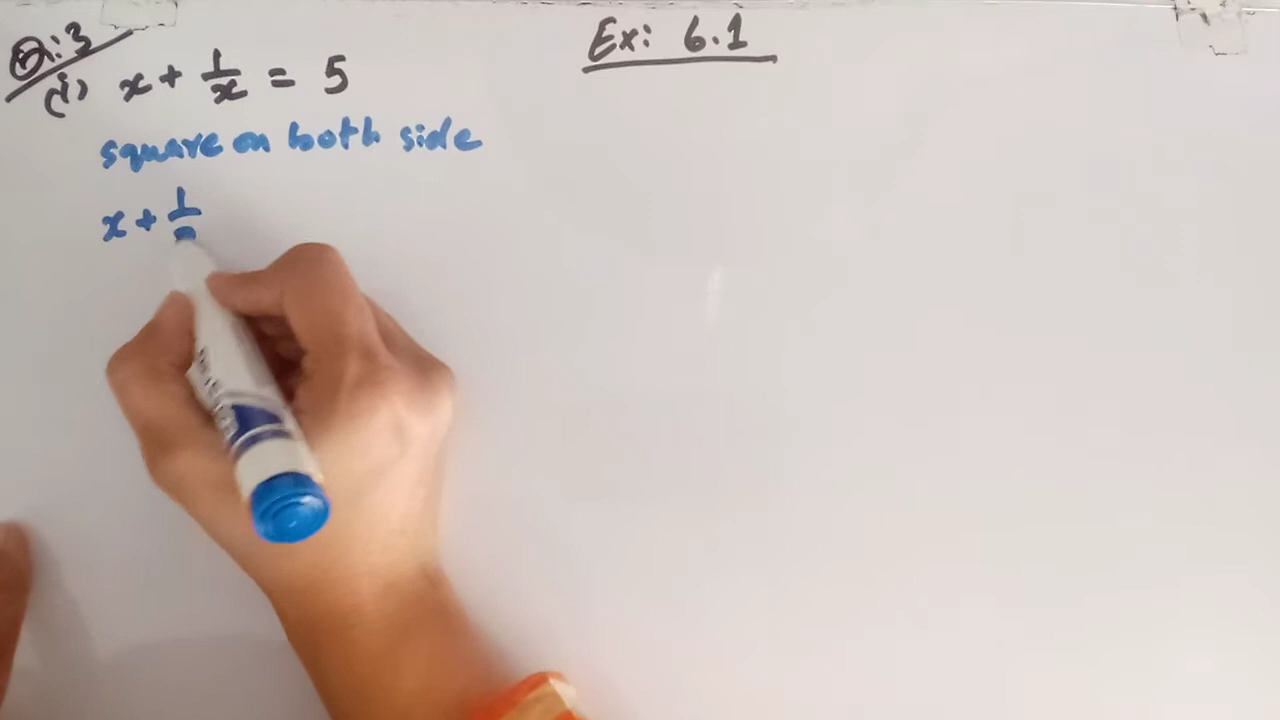 Q:3
Ex: 6.1
(i) x + 1/x = 5
square on both side
x + 1/